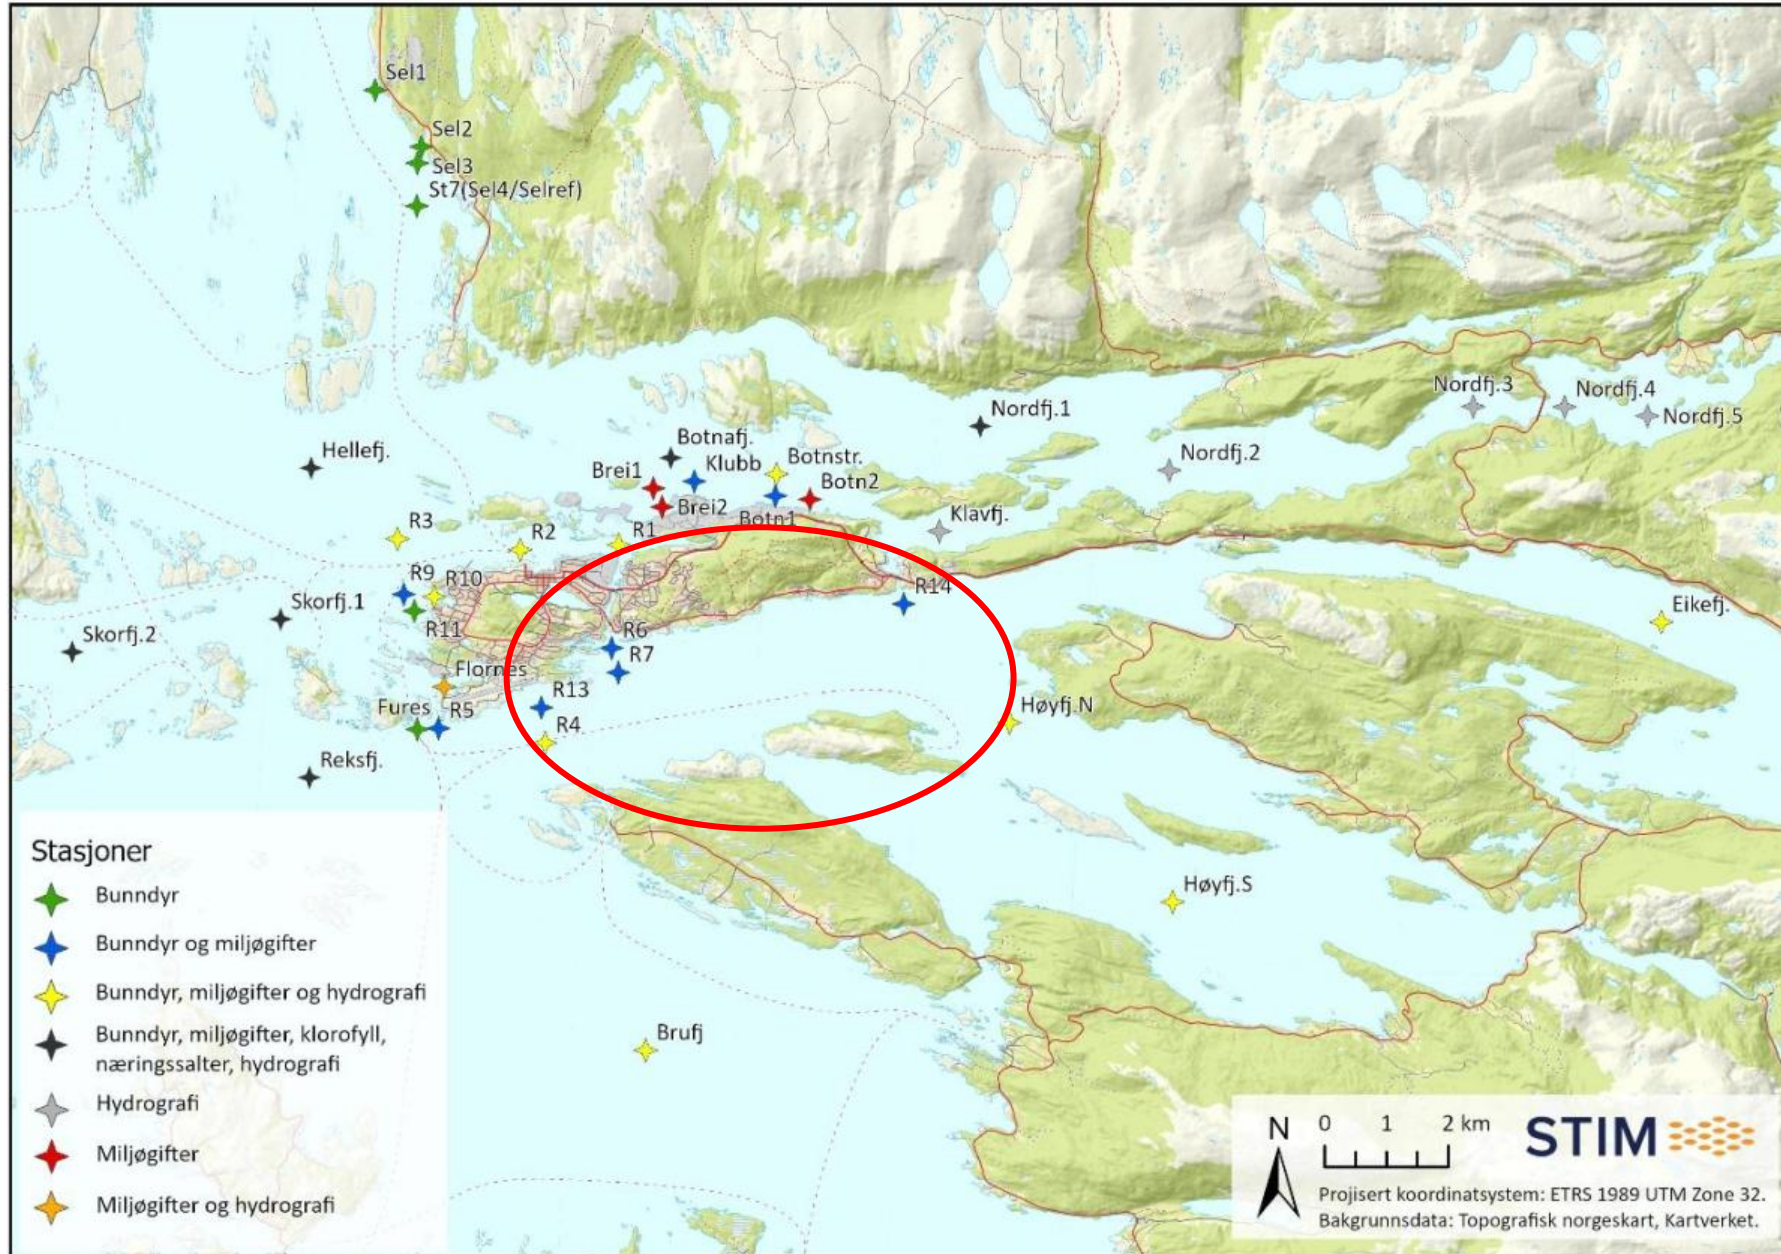 Sel1
Sel2
Sel3
St7(Sel4/Selref)
Nordfj.1
Nordfj.3
Nordfj.4
Nordfj.5
Nordfj.2
Hellefj.
Botnafj.
Klubb
Botnstr.
Brei1
Botn2
Brei2
Botn1
Klavfj.
R3
R2
R1
R9
R10
R14
Eikefj.
Skorfj.1
R11
Skorfj.2
R6
R7
Flornes
R13
Fures
R5
R4
Høyfj.N
Reksfj.
Høyfj.S
Brufj
Stasjoner
Bunndyr
Bunndyr og miljøgifter
Bunndyr, miljøgifter og hydrografi
Bunndyr, miljøgifter, klorofyll,
næringssalter, hydrografi
Hydrografi
Miljøgifter
Miljøgifter og hydrografi
N
0 1 2 km
STIM
Projisert koordinatsystem: ETRS 1989 UTM Zone 32.
Bakgrunnsdata: Topografisk norgeskart, Kartverket.